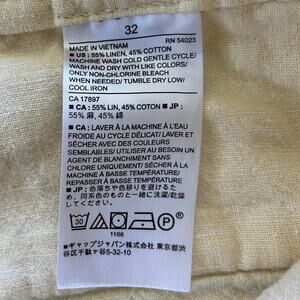 32
RN 54023
MADE IN VIETNAM
■ US : 55% LINEN, 45% COTTON
MACHINE WASH COLD GENTLE CYCLE/
WASH AND DRY WITH LIKE COLORS/
ONLY NON-CHLORINE BLEACH
WHEN NEEDED/ TUMBLE DRY LOW/
COOL IRON
CA 17897
■ CA : 55% LIN, 45% COTON ■ JP :
55% 麻, 45% 綿
■ CA : LAVER À LA MACHINE À L'EAU
FROIDE AU CYCLE DÉLICAT/ LAVER ET
SÉCHER AVEC DES COULEURS
SEMBLABLES/ UTILISER AU BESOIN UN
AGENT DE BLANCHIMENT SANS
CHLORE UNIQUEMENT/ SÉCHER À
LA MACHINE À BASSE TEMPÉRATURE/
REPASSER À BASSE TEMPÉRATURE
■ JP : 色落ちや色移りを避けるた
め、同系色のものと一緒に洗濯/乾燥
してください。
30
1166
■ギャップジャパン㈱ 東京都渋
谷区千駄ヶ谷5-32-10